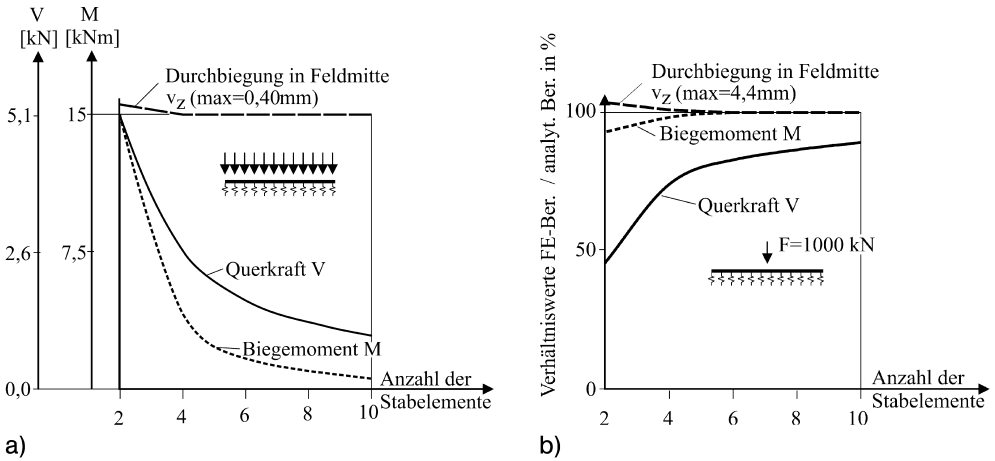 V
[kN]
M
[kNm]
Durchbiegung in Feldmitte
vZ (max=0,40mm)
5,1
15
2,6
7,5
Querkraft V
Biegemoment M
0,0
Anzahl der
Stabelemente
2
4
6
8
10
a)
Verhältniswerte FE-Ber. / analyt. Ber. in %
Durchbiegung in Feldmitte
vZ (max=4,4mm)
100
Biegemoment M
Querkraft V
50
F=1000 kN
0
Anzahl der
Stabelemente
2
4
6
8
10
b)